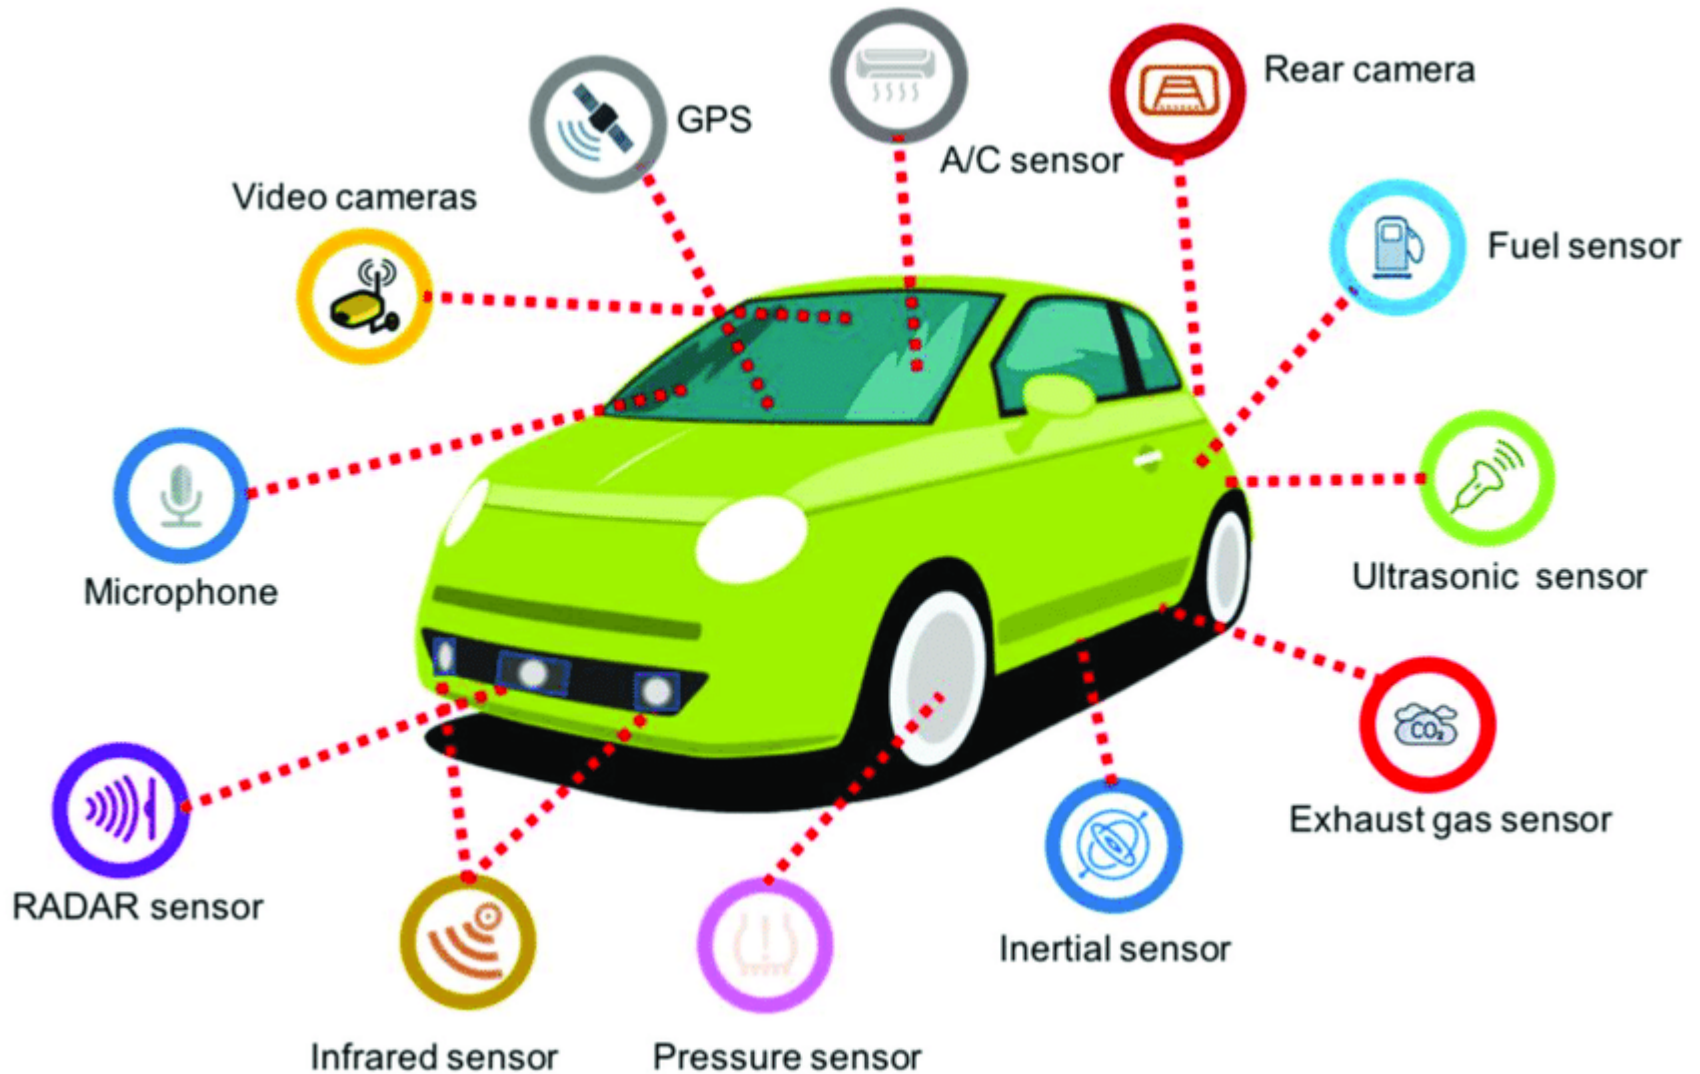 Rear camera
GPS
A/C sensor
Video cameras
Fuel sensor
Ultrasonic sensor
Microphone
CO₂
Exhaust gas sensor
RADAR sensor
Inertial sensor
Infrared sensor
Pressure sensor